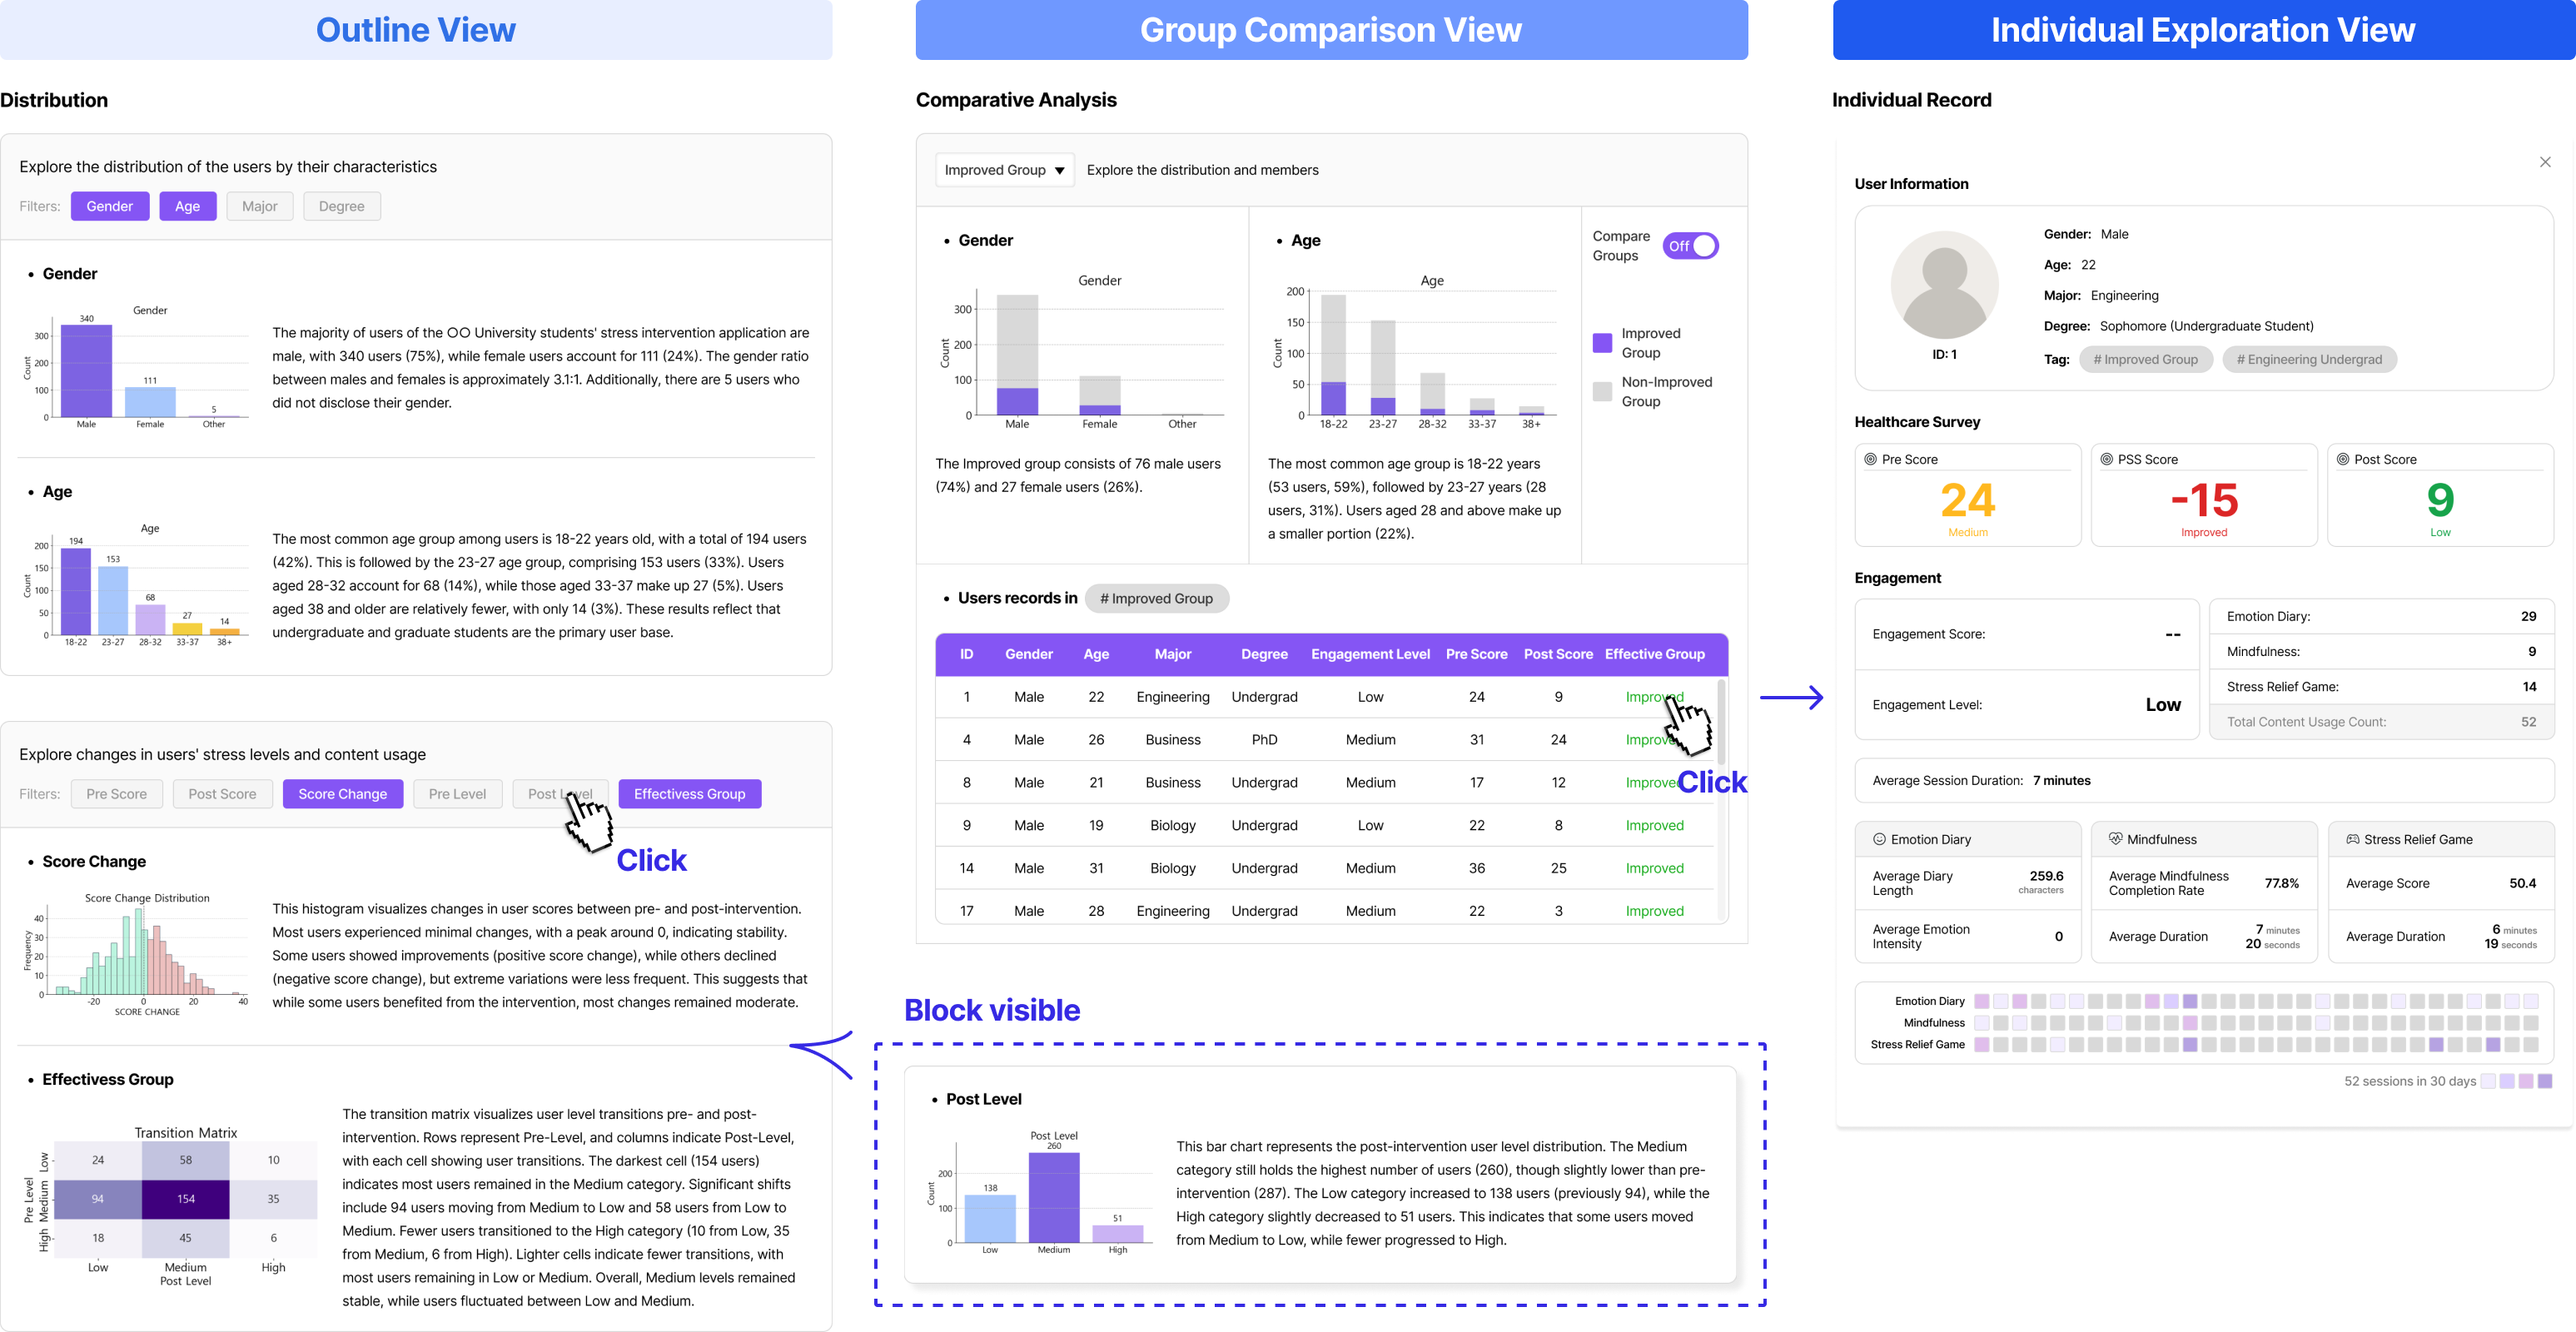 Outline View
Distribution
Explore the distribution of the users by their characteristics
Filters: Gender Age Major Degree
• Gender
Gender
Count
300
200
100
0
340
111
5
Male Female Other
The majority of users of the OO University students' stress intervention application are
male, with 340 users (75%), while female users account for 111 (24%). The gender ratio
between males and females is approximately 3.1:1. Additionally, there are 5 users who
did not disclose their gender.
• Age
Age
Count
200
150
100
50
0
194
153
68
27
14
18-22 23-27 28-32 33-37 38+
The most common age group among users is 18-22 years old, with a total of 194 users
(42%). This is followed by the 23-27 age group, comprising 153 users (33%). Users
aged 28-32 account for 68 (14%), while those aged 33-37 make up 27 (5%). Users
aged 38 and older are relatively fewer, with only 14 (3%). These results reflect that
undergraduate and graduate students are the primary user base.
Explore changes in users' stress levels and content usage
Filters: Pre Score Post Score Score Change Pre Level Post Level Effectivess Group
Click
• Score Change
Score Change Distribution
Frequency
40
30
20
10
0
-20 0 20 40
SCORE CHANGE
This histogram visualizes changes in user scores between pre- and post-intervention.
Most users experienced minimal changes, with a peak around 0, indicating stability.
Some users showed improvements (positive score change), while others declined
(negative score change), but extreme variations were less frequent. This suggests that
while some users benefited from the intervention, most changes remained moderate.
• Effectivess Group
Transition Matrix
Pre Level
Low 24 58 10
Medium 94 154 35
High 18 45 6
Low Medium High
Post Level
The transition matrix visualizes user level transitions pre- and post-
intervention. Rows represent Pre-Level, and columns indicate Post-Level,
with each cell showing user transitions. The darkest cell (154 users)
indicates most users remained in the Medium category. Significant shifts
include 94 users moving from Medium to Low and 58 users from Low to
Medium. Fewer users transitioned to the High category (10 from Low, 35
from Medium, 6 from High). Lighter cells indicate fewer transitions, with
most users remaining in Low or Medium. Overall, Medium levels remained
stable, while users fluctuated between Low and Medium.
Group Comparison View
Comparative Analysis
Improved Group ▼ Explore the distribution and members
• Gender
Gender
Count
300
200
100
0
Male Female Other
The Improved group consists of 76 male users
(74%) and 27 female users (26%).
• Age
Age
Count
200
150
100
50
0
18-22 23-27 28-32 33-37 38+
The most common age group is 18-22 years
(53 users, 59%), followed by 23-27 years (28
users, 31%). Users aged 28 and above make up
a smaller portion (22%).
Compare
Groups
Off
Improved
Group
Non-Improved
Group
• Users records in # Improved Group
ID Gender Age Major Degree Engagement Level Pre Score Post Score Effective Group
1 Male 22 Engineering Undergrad Low 24 9 Improved
4 Male 26 Business PhD Medium 31 24 Improved
8 Male 21 Business Undergrad Medium 17 12 Improved
9 Male 19 Biology Undergrad Low 22 8 Improved
14 Male 31 Biology Undergrad Medium 36 25 Improved
17 Male 28 Engineering Undergrad Medium 22 3 Improved
Click
Block visible
• Post Level
Post Level
Count
200
100
0
138
260
51
Low Medium High
This bar chart represents the post-intervention user level distribution. The Medium
category still holds the highest number of users (260), though slightly lower than pre-
intervention (287). The Low category increased to 138 users (previously 94), while the
High category slightly decreased to 51 users. This indicates that some users moved
from Medium to Low, while fewer progressed to High.
Individual Exploration View
Individual Record
User Information
ID: 1
Gender: Male
Age: 22
Major: Engineering
Degree: Sophomore (Undergraduate Student)
Tag: # Improved Group # Engineering Undergrad
Healthcare Survey
Pre Score
24
Medium
PSS Score
-15
Improved
Post Score
9
Low
Engagement
Engagement Score: --
Engagement Level: Low
Emotion Diary: 29
Mindfulness: 9
Stress Relief Game: 14
Total Content Usage Count: 52
Average Session Duration: 7 minutes
Emotion Diary
Average Diary
Length
259.6
characters
Average Emotion
Intensity
0
Mindfulness
Average Mindfulness
Completion Rate
77.8%
Average Duration
7 minutes
20 seconds
Stress Relief Game
Average Score 50.4
Average Duration
6 minutes
19 seconds
Emotion Diary
Mindfulness
Stress Relief Game
52 sessions in 30 days